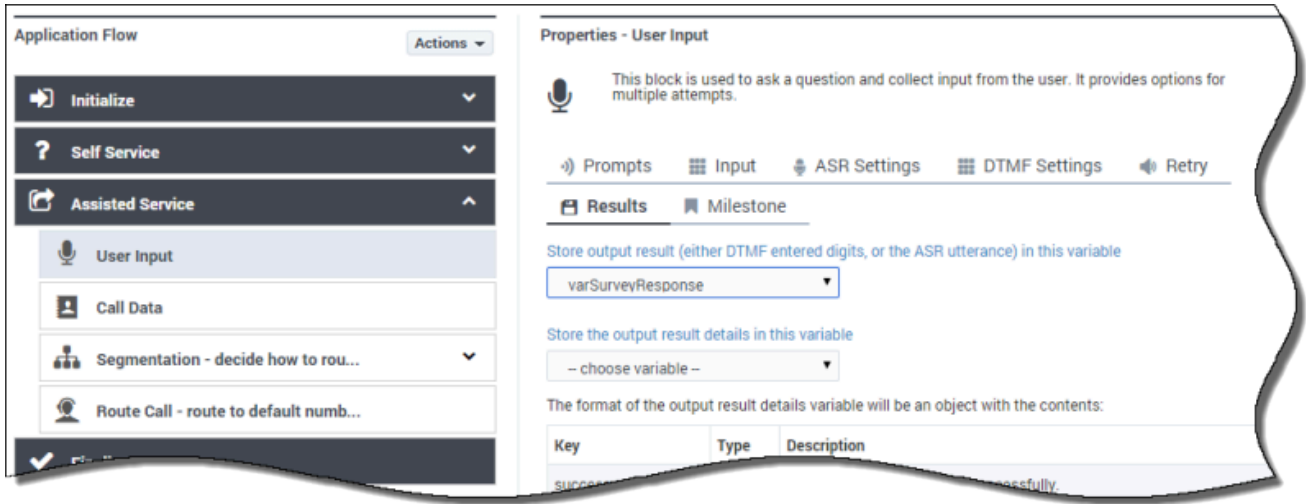 Application Flow
Actions
Initialize
Self Service
Assisted Service
User Input
Call Data
Segmentation - decide how to rou...
Route Call - route to default numb...
Properties - User Input
This block is used to ask a question and collect input from the user. It provides options for
multiple attempts.
Prompts Input ASR Settings DTMF Settings Retry
Results Milestone
Store output result (either DTMF entered digits, or the ASR utterance) in this variable
varSurveyResponse
Store the output result details in this variable
-- choose variable --
The format of the output result details variable will be an object with the contents:
Key Type Description